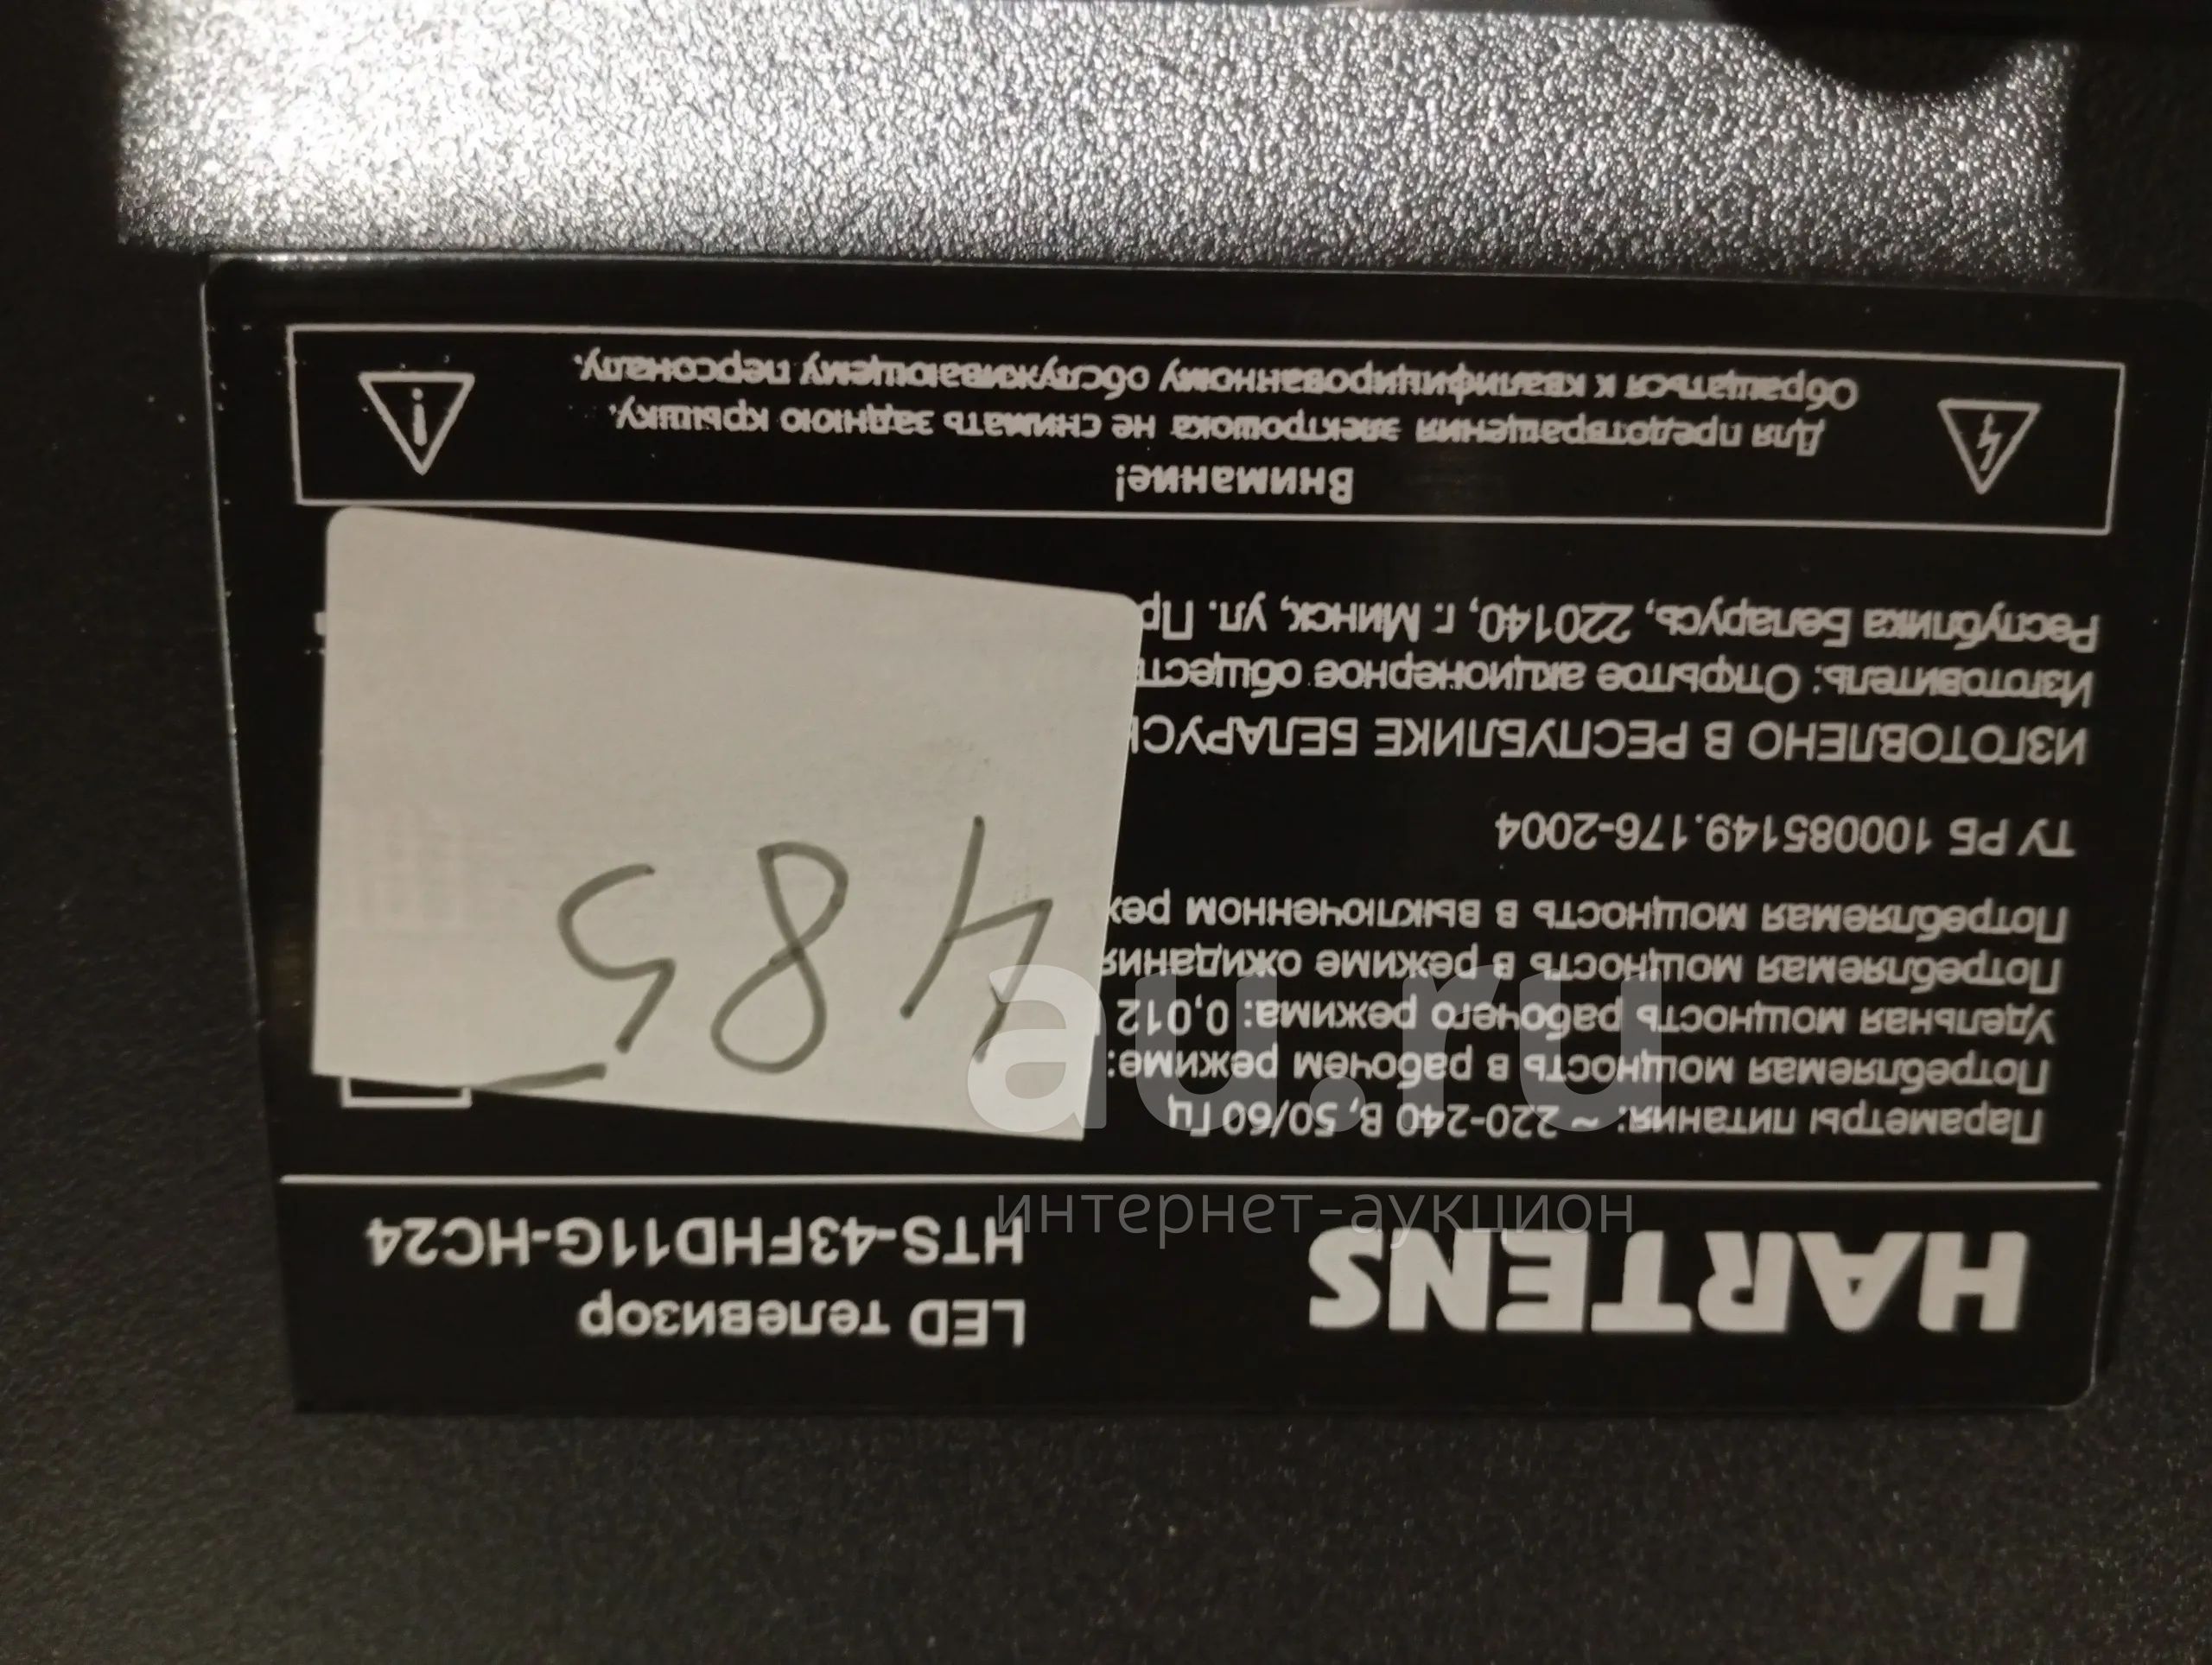 HARTENS
LED телевизор
HTS-43FHD11G-HC24
Параметры питания: ~ 220-240 В, 50/60 Гц
Потребляемая мощность в рабочем режиме:
Удельная мощность рабочего режима: 0,012
Потребляемая мощность в режиме ожидания
Потребляемая мощность в выключенном реж
ТУ РБ 100085149.176-2004
ИЗГОТОВЛЕНО В РЕСПУБЛИКЕ БЕЛАРУСЬ
Изготовитель: Открытое акционерное обществ
Республика Беларусь, 220140, г. Минск, ул. Пр
485
Внимание!
Для предотвращения электрошока не снимать заднюю крышку.
Обращаться к квалифицированному обслуживающему персоналу.
au.ru
интернет-аукцион